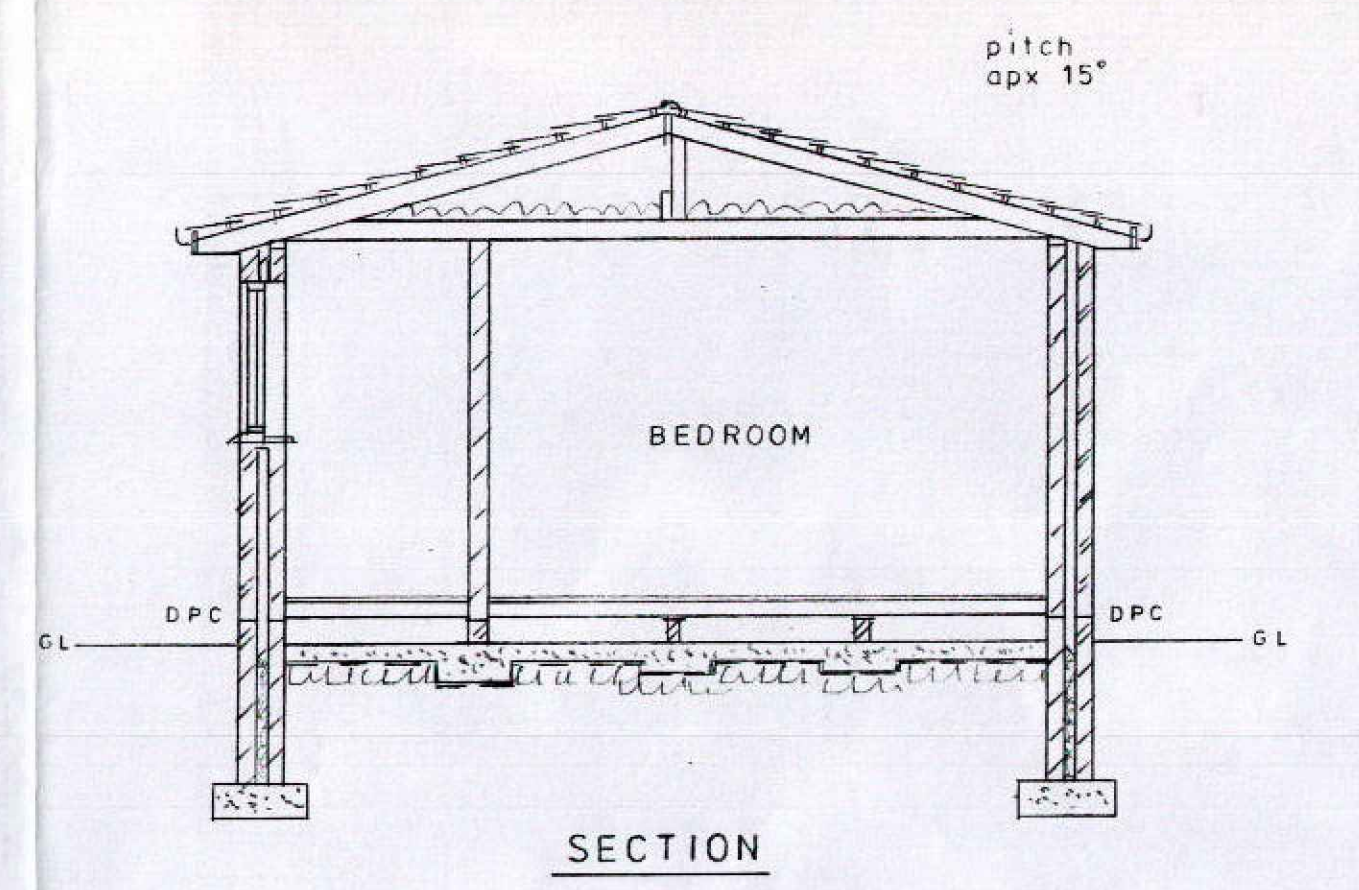 pitch
apx 15°
BEDROOM
DPC
DPC
GL
GL
SECTION